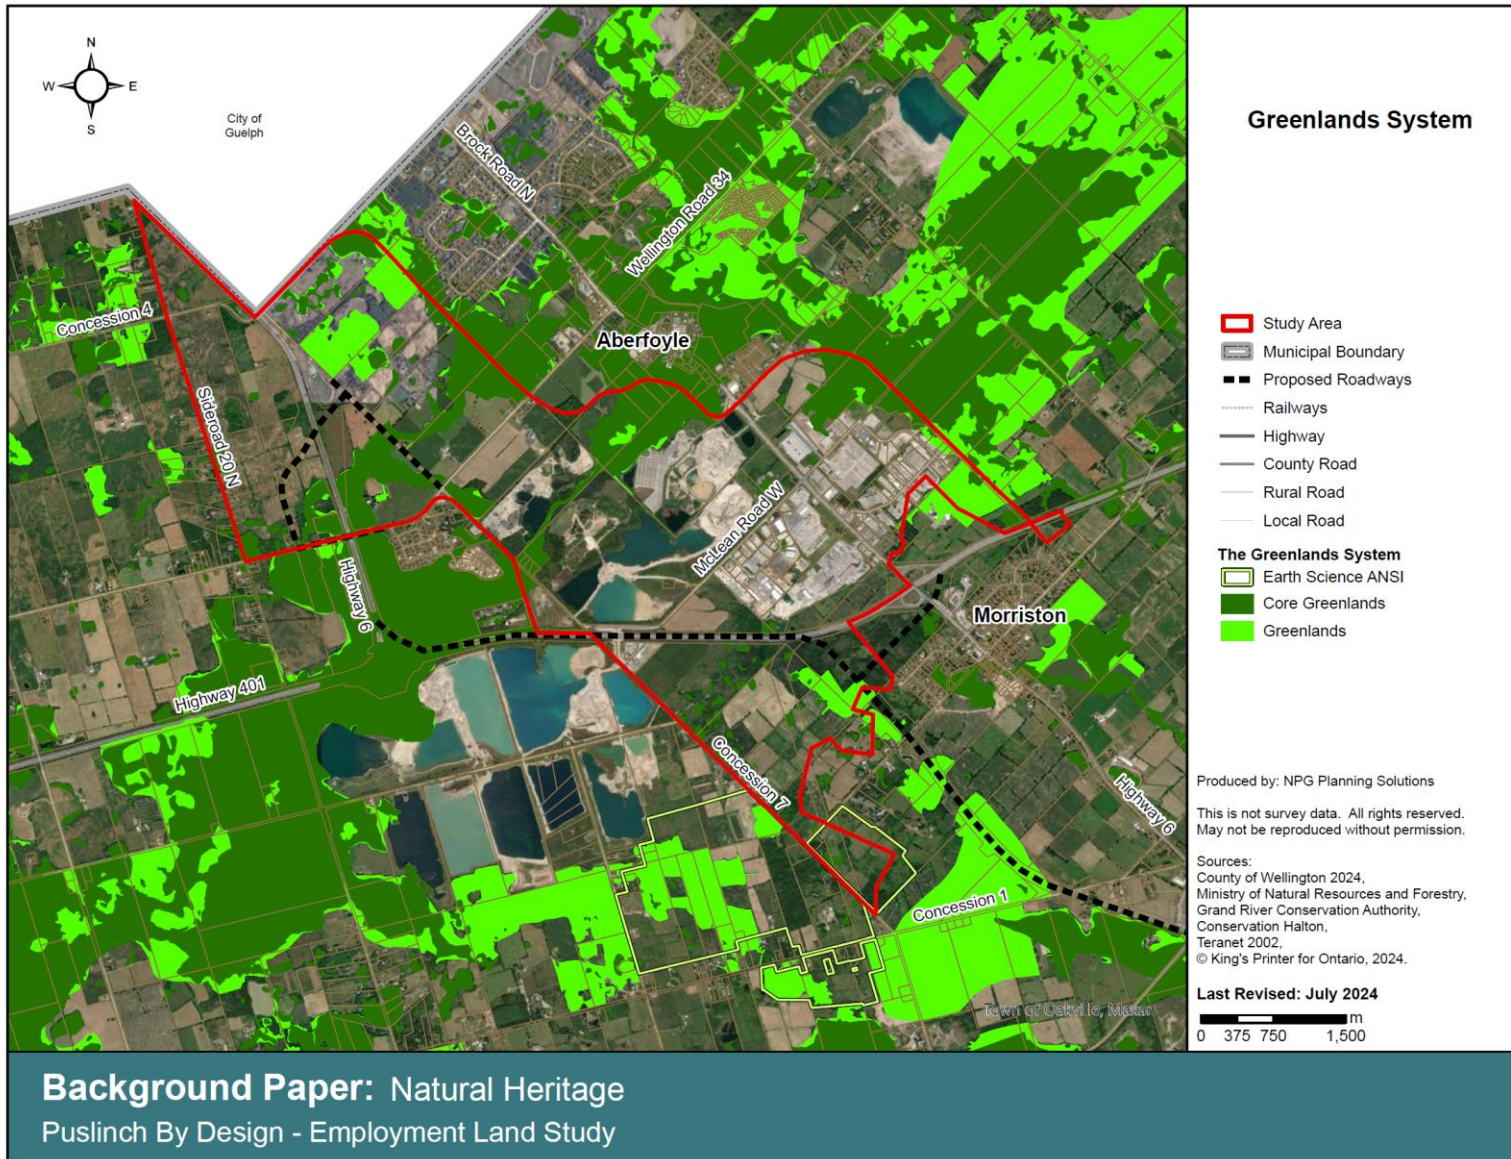 N
W
E
S
City of
Guelph
Brock Road N
Wellington Road 34
Concession 4
Aberfoyle
Sideroad 20 N
McLean Road W
Highway 6
Morriston
Highway 401
Concession 7
Highway 6
Concession 1
Town of Oakville, Maxar
Greenlands System
Study Area
Municipal Boundary
Proposed Roadways
Railways
Highway
County Road
Rural Road
Local Road
The Greenlands System
Earth Science ANSI
Core Greenlands
Greenlands
Produced by: NPG Planning Solutions
This is not survey data. All rights reserved.
May not be reproduced without permission.
Sources:
County of Wellington 2024,
Ministry of Natural Resources and Forestry,
Grand River Conservation Authority,
Conservation Halton,
Teranet 2002,
© King's Printer for Ontario, 2024.
Last Revised: July 2024
m
0 375 750 1,500
Background Paper: Natural Heritage
Puslinch By Design - Employment Land Study